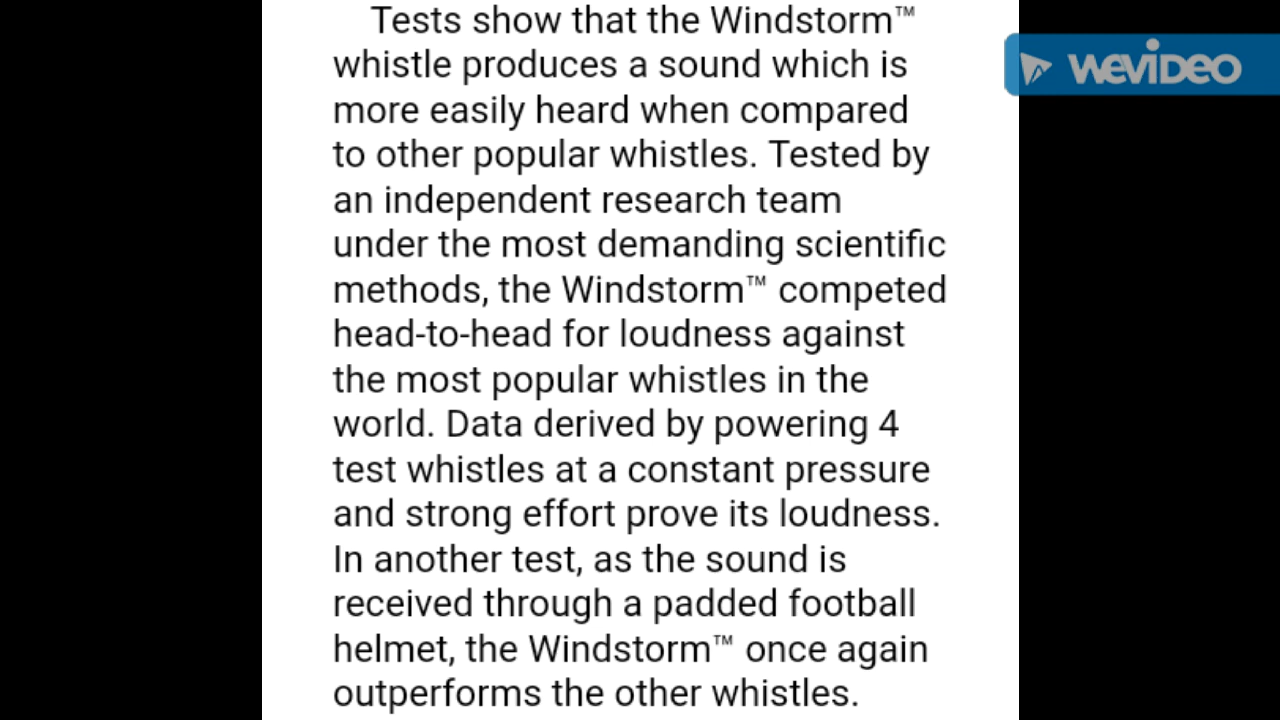 Tests show that the Windstorm™
WEVIDEO
whistle produces a sound which is
more easily heard when compared
to other popular whistles. Tested by
an independent research team
under the most demanding scientific
methods, the Windstorm™ competed
head-to-head for loudness against
the most popular whistles in the
world. Data derived by powering 4
test whistles at a constant pressure
and strong effort prove its loudness.
In another test, as the sound is
received through a padded football
helmet, the Windstorm™ once again
outperforms the other whistles.